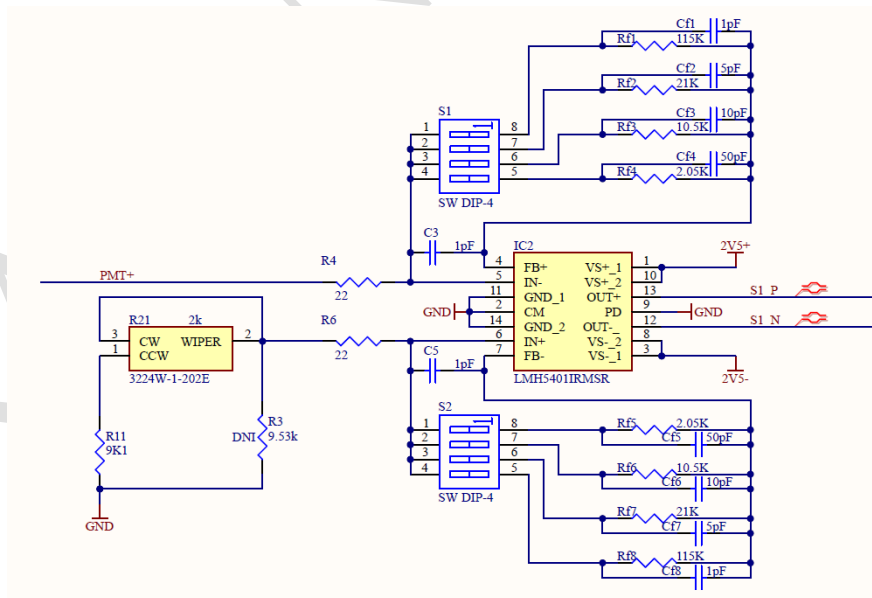 Cf1 1pF
Rf1 115K
Cf2 5pF
Rf2 21K
Cf3 10pF
Rf3 10.5K
Cf4 50pF
Rf4 2.05K
S1
1 8
2 7
3 6
4 5
SW DIP-4
C3 1pF
R4
22
PMT+
IC2
4 FB+ VS+_1 1
5 IN- VS+_2 10
11 GND_1 OUT+ 13
2 CM PD 9
14 GND_2 OUT-_ 12
6 IN+ VS-_2 8
7 FB- VS-_1 3
LMH5401IRMSR
2V5+
GND
GND
S1_P
S1_N
2V5-
R21 2k
3 CW WIPER 2
1 CCW
3224W-1-202E
R6
22
C5 1pF
R11
9K1
R3
DNI 9.53k
GND
S2
1 8
2 7
3 6
4 5
SW DIP-4
Rf5 2.05K
Cf5 50pF
Rf6 10.5K
Cf6 10pF
Rf7 21K
Cf7 5pF
Rf8 115K
Cf8 1pF